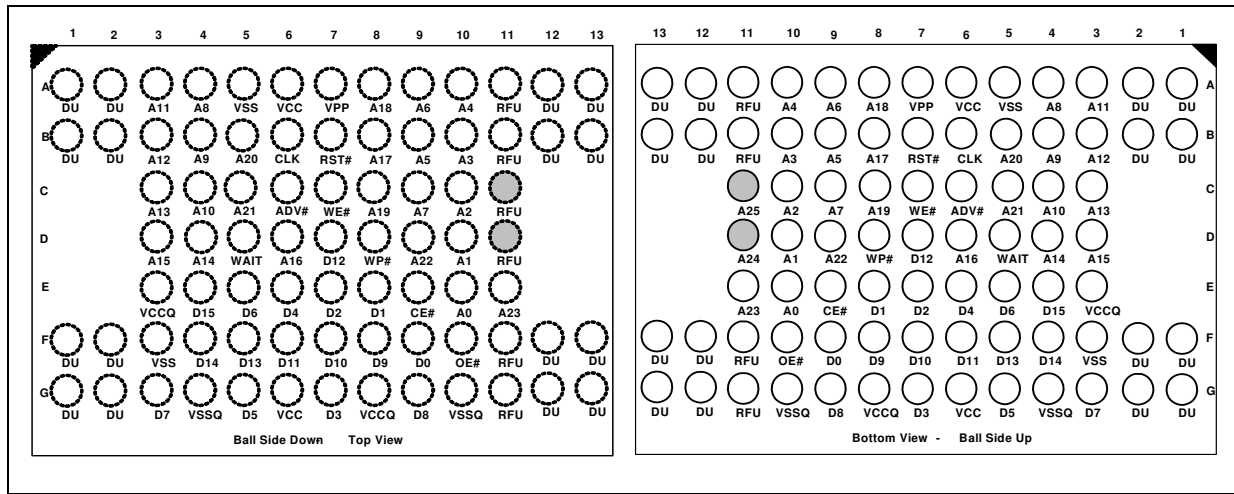 1 2 3 4 5 6 7 8 9 10 11 12 13
A
DU DU A11 A8 VSS VCC VPP A18 A6 A4 RFU DU DU
B
DU DU A12 A9 A20 CLK RST# A17 A5 A3 RFU DU DU
C
A13 A10 A21 ADV# WE# A19 A7 A2 RFU
D
A15 A14 WAIT A16 D12 WP# A22 A1 RFU
E
VCCQ D15 D6 D4 D2 D1 CE# A0 A23
F
DU DU VSS D14 D13 D11 D10 D9 D0 OE# RFU DU DU
G
DU DU D7 VSSQ D5 VCC D3 VCCQ D8 VSSQ RFU DU DU
Ball Side Down - Top View
13 12 11 10 9 8 7 6 5 4 3 2 1
A
DU DU RFU A4 A6 A18 VPP VCC VSS A8 A11 DU DU
B
DU DU RFU A3 A5 A17 RST# CLK A20 A9 A12 DU DU
C
A25 A2 A7 A19 WE# ADV# A21 A10 A13
D
A24 A1 A22 WP# D12 A16 WAIT A14 A15
E
A23 A0 CE# D1 D2 D4 D6 D15 VCCQ
F
DU DU RFU OE# D0 D9 D10 D11 D13 D14 VSS DU DU
G
DU DU RFU VSSQ D8 VCCQ D3 VCC D5 VSSQ D7 DU DU
Bottom View - Ball Side Up